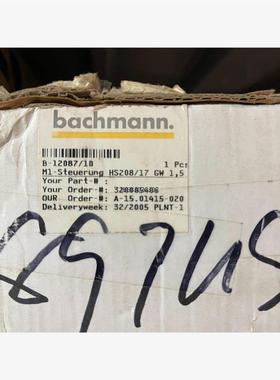 bachmann.
B-12087/10 1 Pc:
M1-Steuerung HS208/17 GW 1,5
Your Part-# :
Your Order-#:
OUR Order-#: A-15.01415-020
Deliveryweek: 32/2005 PLNT-1